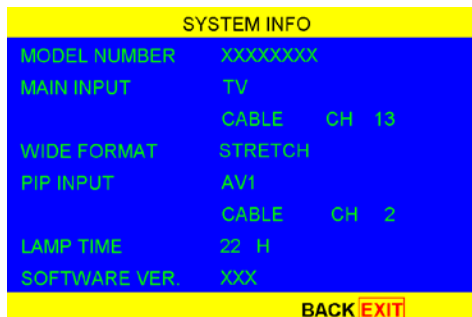 SYSTEM INFO
MODEL NUMBER XXXXXXXX
MAIN INPUT TV
CABLE CH 13
WIDE FORMAT STRETCH
PIP INPUT AV1
CABLE CH 2
LAMP TIME 22 H
SOFTWARE VER. XXX
BACK EXIT